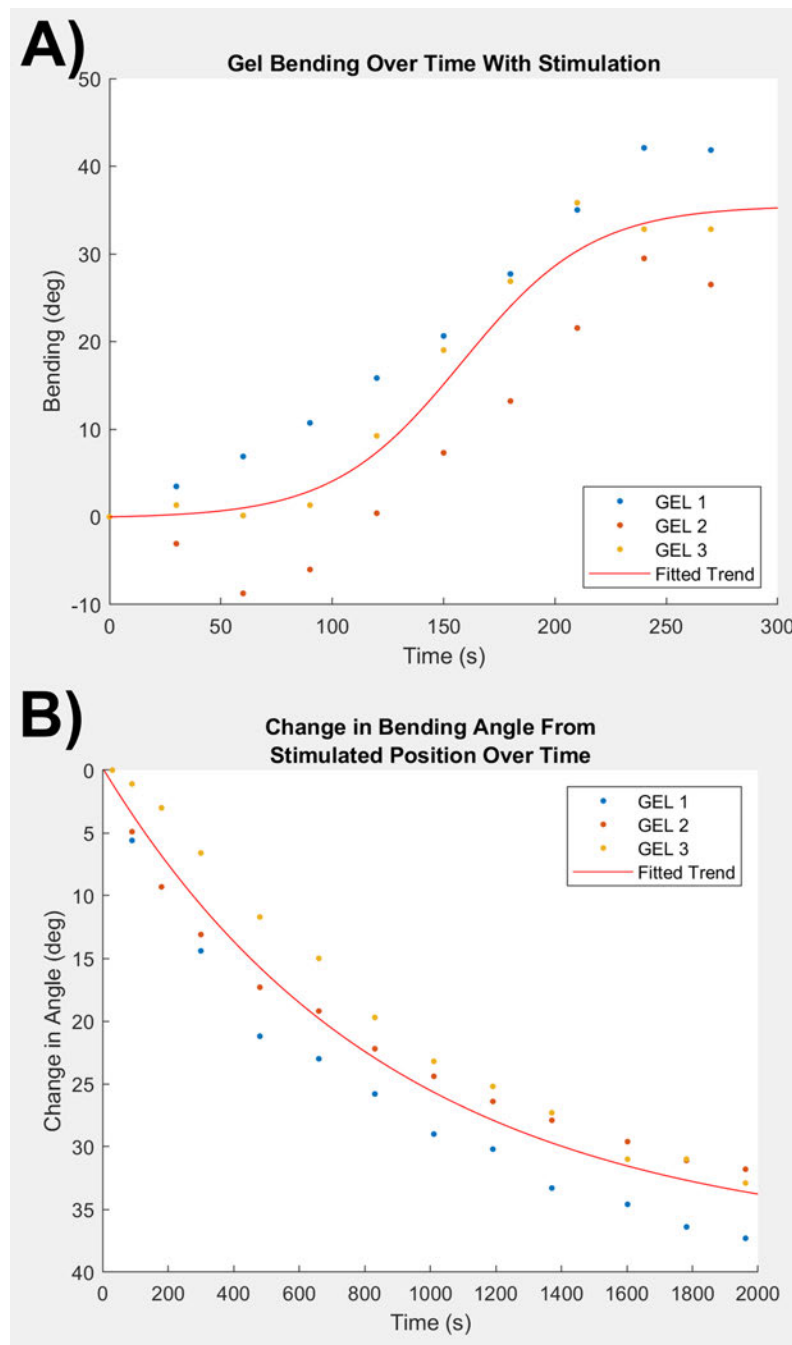 A)
Gel Bending Over Time With Stimulation
50
40
30
20
10
0
-10
Bending (deg)
GEL 1
GEL 2
GEL 3
Fitted Trend
0 50 100 150 200 250 300
Time (s)
B)
Change in Bending Angle From
Stimulated Position Over Time
0
5
10
15
20
25
30
35
40
Change in Angle (deg)
GEL 1
GEL 2
GEL 3
Fitted Trend
0 200 400 600 800 1000 1200 1400 1600 1800 2000
Time (s)